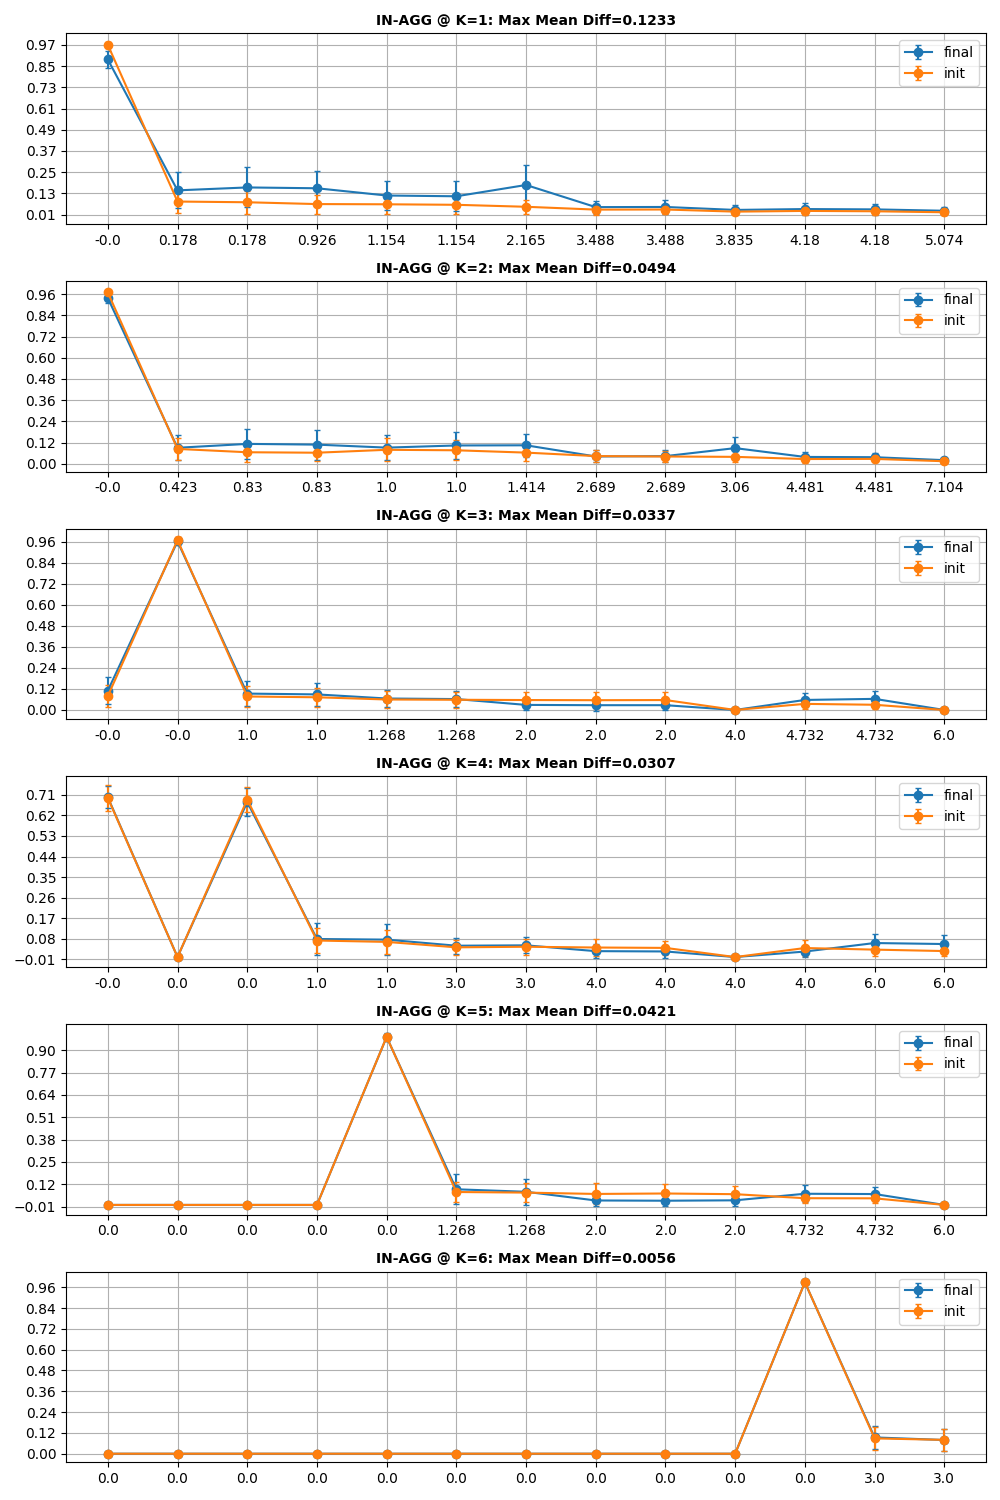 IN-AGG @ K=1: Max Mean Diff=0.1233
0.97
0.85
0.73
0.61
0.49
0.37
0.25
0.13
0.01
final
init
-0.0 0.178 0.178 0.926 1.154 1.154 2.165 3.488 3.488 3.835 4.18 4.18 5.074
IN-AGG @ K=2: Max Mean Diff=0.0494
0.96
0.84
0.72
0.60
0.48
0.36
0.24
0.12
0.00
final
init
-0.0 0.423 0.83 0.83 1.0 1.0 1.414 2.689 2.689 3.06 4.481 4.481 7.104
IN-AGG @ K=3: Max Mean Diff=0.0337
0.96
0.84
0.72
0.60
0.48
0.36
0.24
0.12
0.00
final
init
-0.0 -0.0 1.0 1.0 1.268 1.268 2.0 2.0 2.0 4.0 4.732 4.732 6.0
IN-AGG @ K=4: Max Mean Diff=0.0307
0.71
0.62
0.53
0.44
0.35
0.26
0.17
0.08
−0.01
final
init
-0.0 0.0 0.0 1.0 1.0 3.0 3.0 4.0 4.0 4.0 4.0 6.0 6.0
IN-AGG @ K=5: Max Mean Diff=0.0421
0.90
0.77
0.64
0.51
0.38
0.25
0.12
−0.01
final
init
0.0 0.0 0.0 0.0 0.0 1.268 1.268 2.0 2.0 2.0 4.732 4.732 6.0
IN-AGG @ K=6: Max Mean Diff=0.0056
0.96
0.84
0.72
0.60
0.48
0.36
0.24
0.12
0.00
final
init
0.0 0.0 0.0 0.0 0.0 0.0 0.0 0.0 0.0 0.0 0.0 3.0 3.0